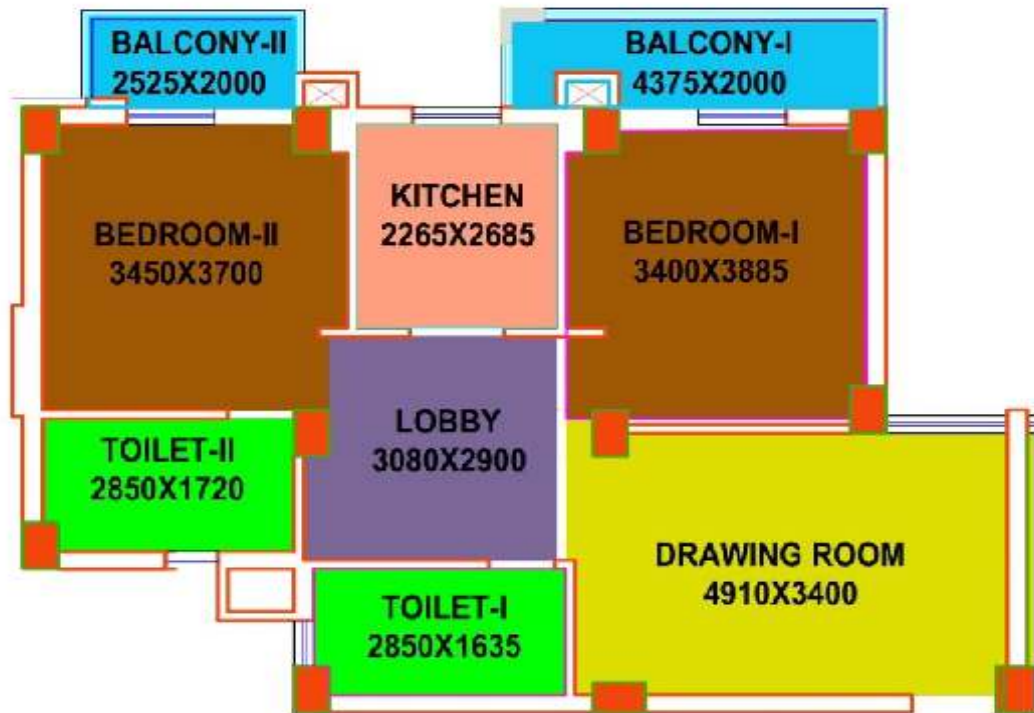 BALCONY-II
2525X2000
BALCONY-I
4375X2000
BEDROOM-II
3450X3700
KITCHEN
2265X2685
BEDROOM-I
3400X3885
TOILET-II
2850X1720
LOBBY
3080X2900
DRAWING ROOM
4910X3400
TOILET-I
2850X1635